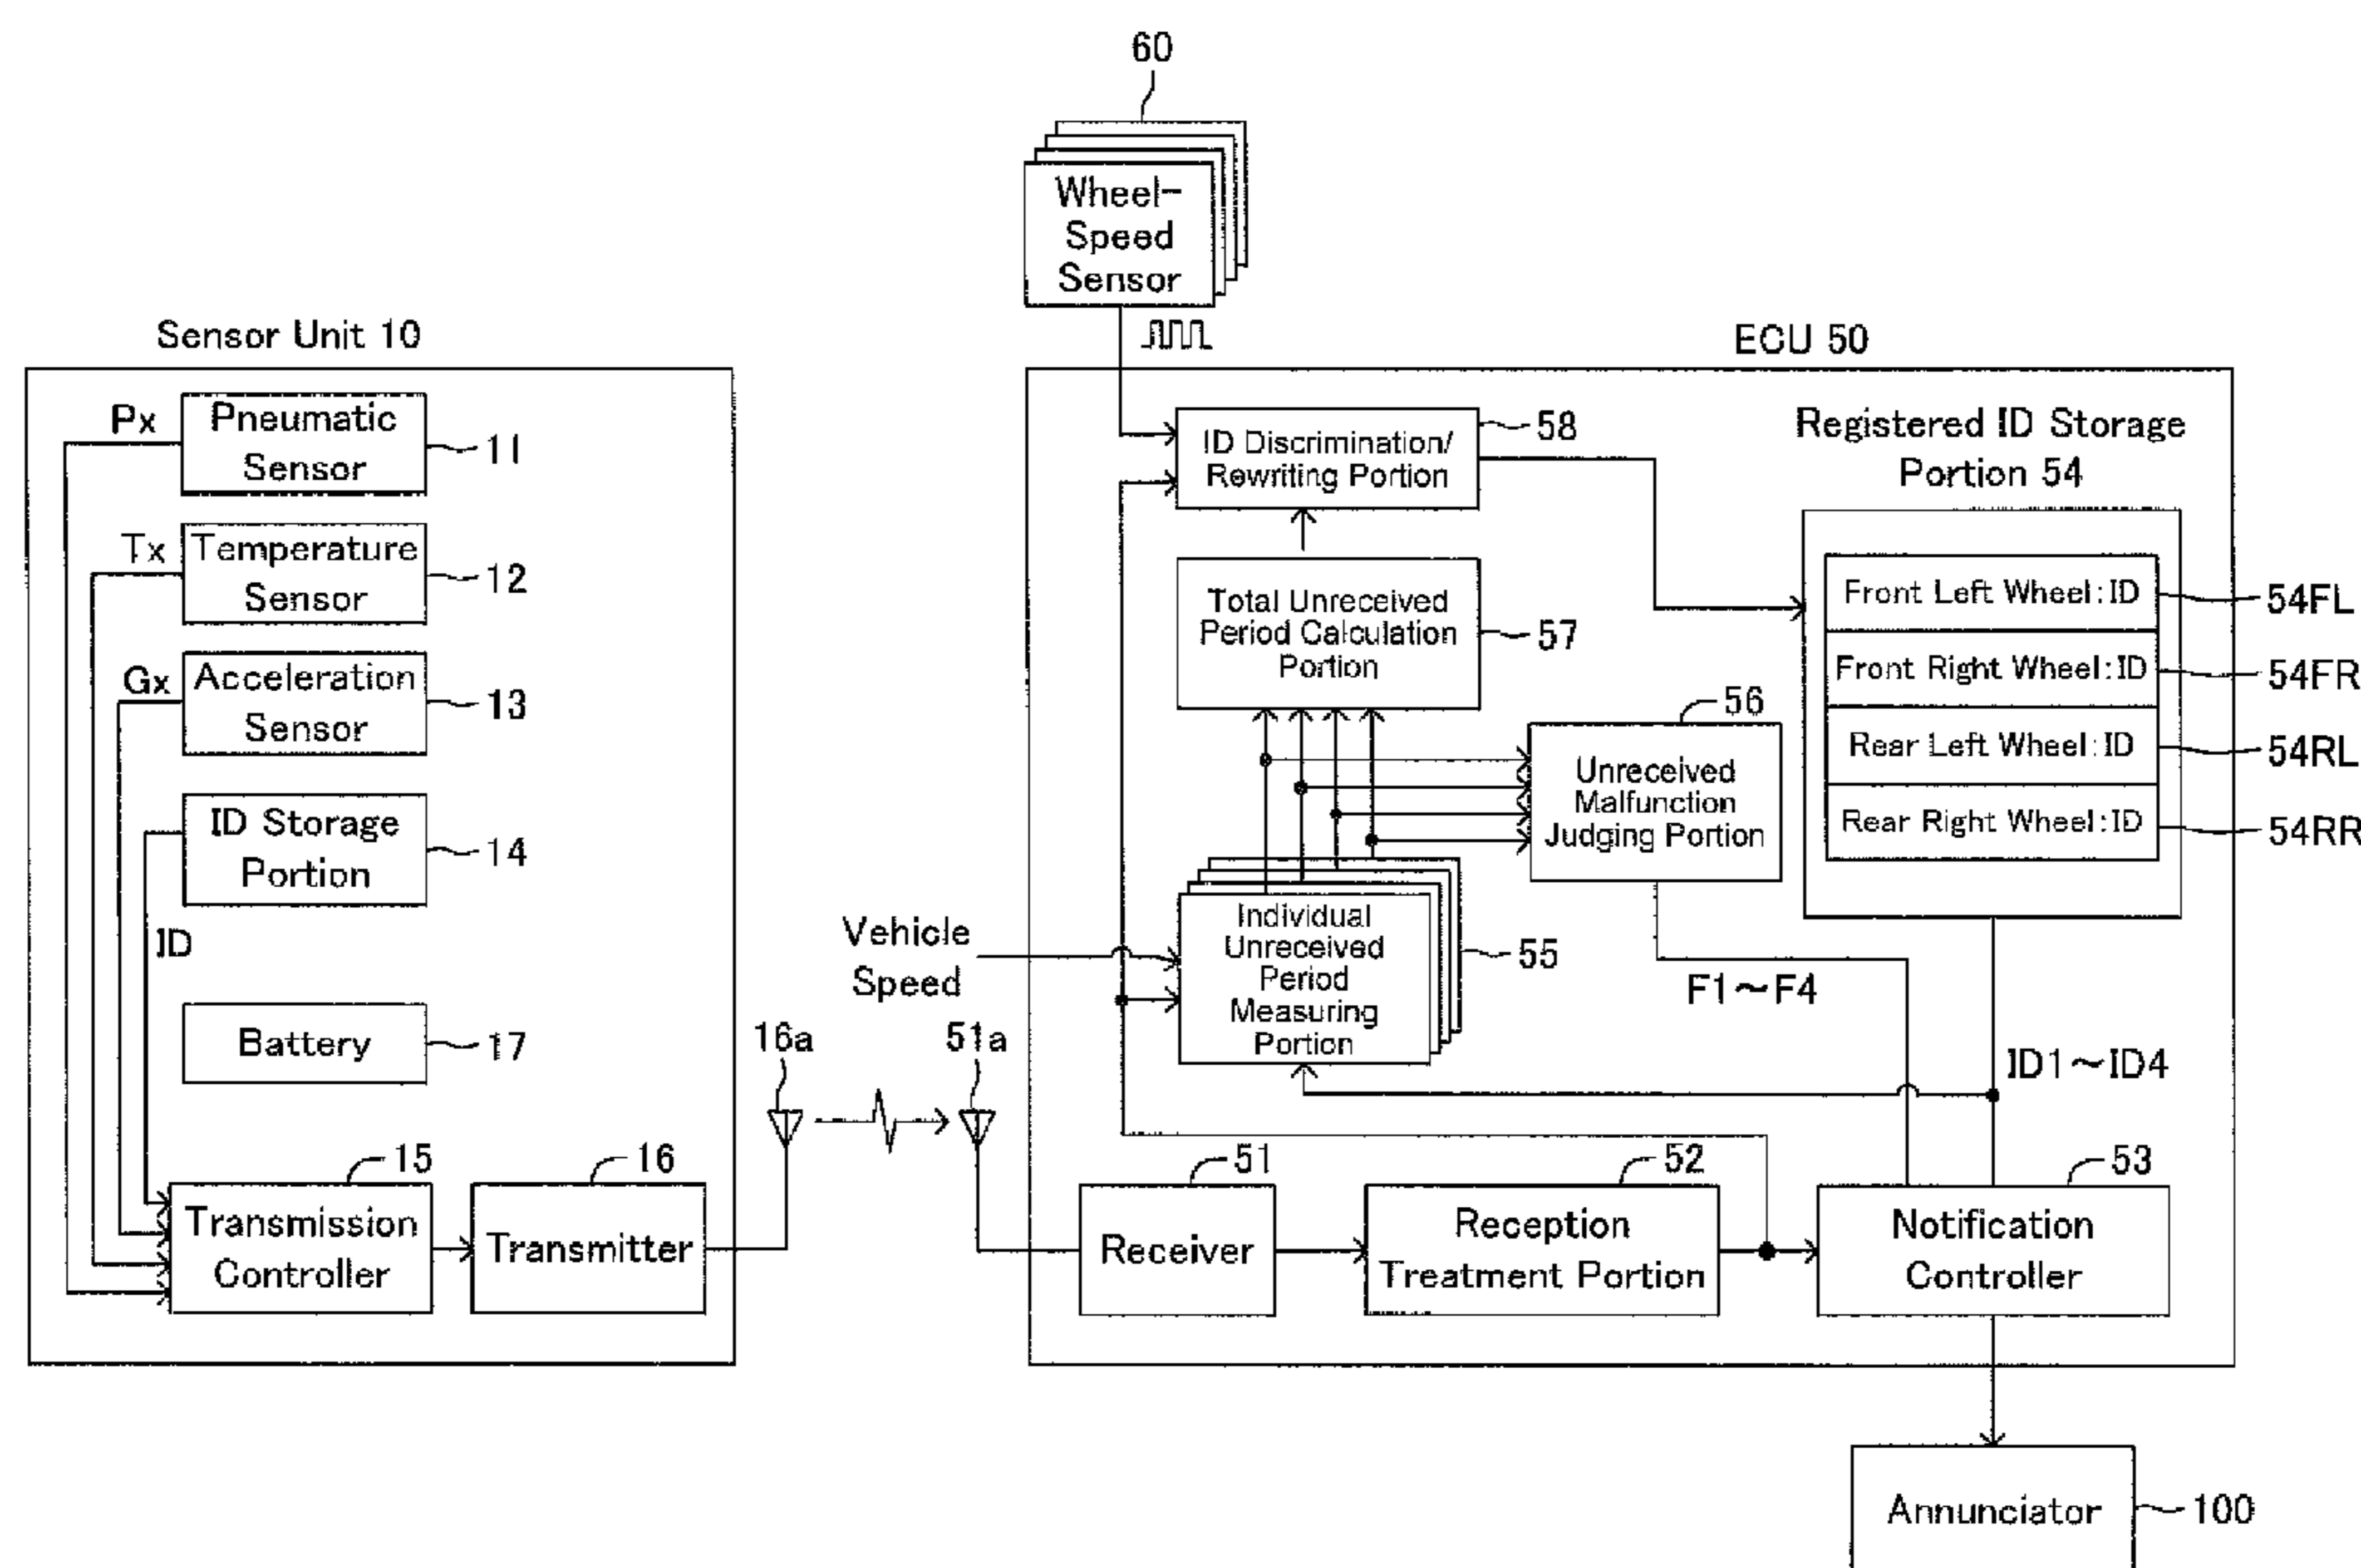 60
Wheel-
Speed
Sensor
Sensor Unit 10
Px
Pneumatic
Sensor
11
Tx
Temperature
Sensor
12
Gx
Acceleration
Sensor
13
ID Storage
Portion
14
ID
Battery
17
15
Transmission
Controller
16
Transmitter
16a
51a
Vehicle
Speed
ECU 50
ID Discrimination/
Rewriting Portion
58
Total Unreceived
Period Calculation
Portion
57
56
Unreceived
Malfunction
Judging Portion
Individual
Unreceived
Period
Measuring
Portion
55
F1~F4
Registered ID Storage
Portion 54
Front Left Wheel:ID
54FL
Front Right Wheel:ID
54FR
Rear Left Wheel:ID
54RL
Rear Right Wheel:ID
54RR
ID1~ID4
51
Receiver
52
Reception
Treatment Portion
53
Notification
Controller
Annunciator
100